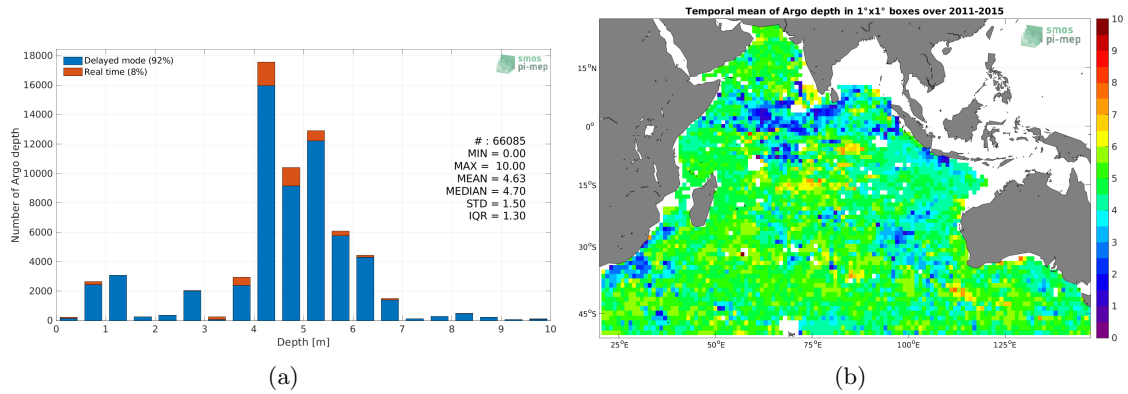 18000
16000
14000
12000
10000
8000
6000
4000
2000
0
Number of Argo depth
Delayed mode (92%)
Real time (8%)
smos
pi-mep
# : 66085
MIN = 0.00
MAX = 10.00
MEAN = 4.63
MEDIAN = 4.70
STD = 1.50
IQR = 1.30
0 1 2 3 4 5 6 7 8 9 10
Depth [m]
(a)
Temporal mean of Argo depth in 1°x1° boxes over 2011-2015
smos
pi-mep
15°N
0°
15°S
30°S
45°S
25°E 50°E 75°E 100°E 125°E
10
9
8
7
6
5
4
3
2
1
0
(b)